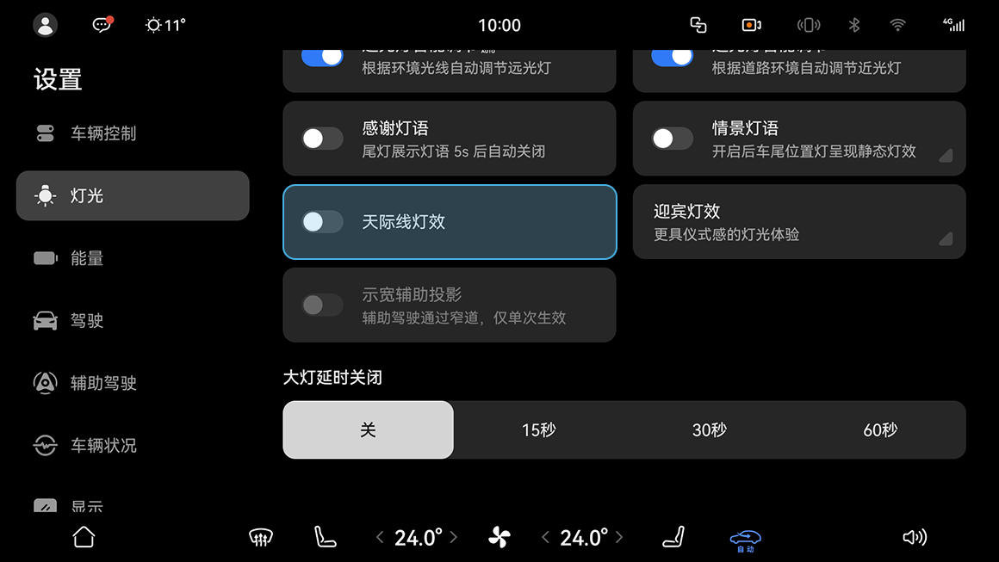 11°
10:00
4G
设置
车辆控制
灯光
能量
驾驶
辅助驾驶
车辆状况
显示
根据环境光线自动调节远光灯
根据道路环境自动调节近光灯
感谢灯语
尾灯展示灯语 5s 后自动关闭
情景灯语
开启后车尾位置灯呈现静态灯效
天际线灯效
迎宾灯效
更具仪式感的灯光体验
示宽辅助投影
辅助驾驶通过窄道，仅单次生效
大灯延时关闭
关
15秒
30秒
60秒
24.0°
24.0°
自动